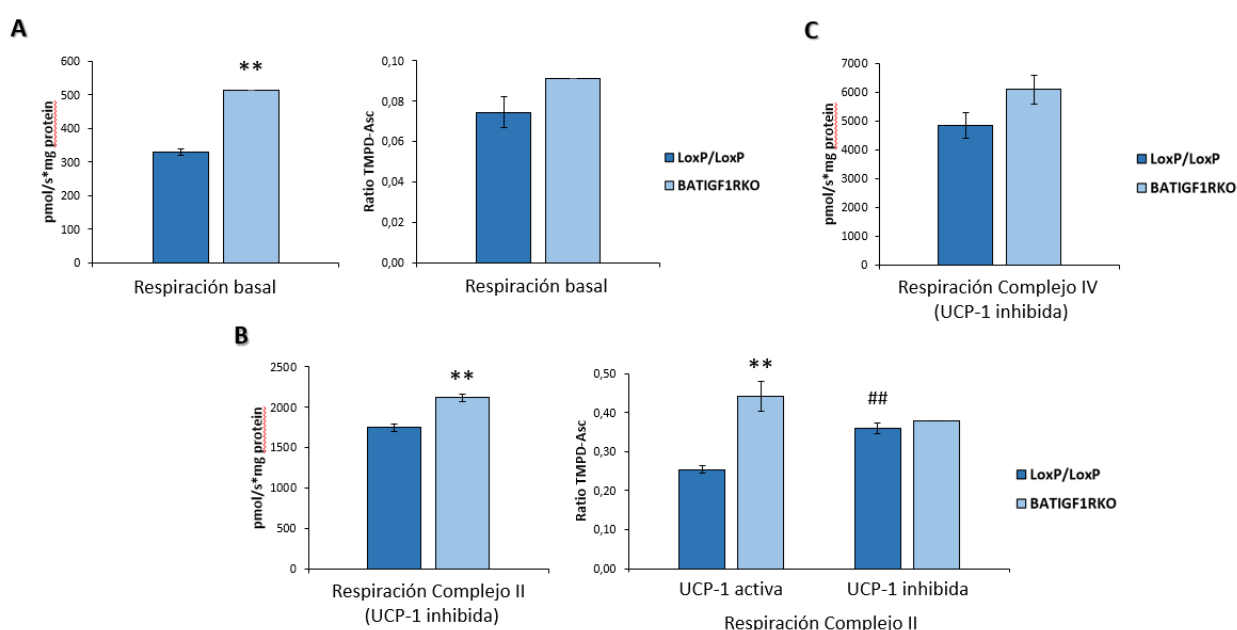 A
pmol/s*mg protein
600
500
400
300
200
100
0
**
Respiración basal
Ratio TMPD-Asc
0,10
0,08
0,06
0,04
0,02
0,00
Respiración basal
LoxP/LoxP
BATIGF1RKO
C
pmol/s*mg protein
7000
6000
5000
4000
3000
2000
1000
0
Respiración Complejo IV
(UCP-1 inhibida)
LoxP/LoxP
BATIGF1RKO
B
pmol/s*mg protein
2500
2000
1500
1000
500
0
**
Respiración Complejo II
(UCP-1 inhibida)
Ratio TMPD-Asc
0,50
0,40
0,30
0,20
0,10
0,00
**
##
UCP-1 activa
UCP-1 inhibida
Respiración Complejo II
LoxP/LoxP
BATIGF1RKO